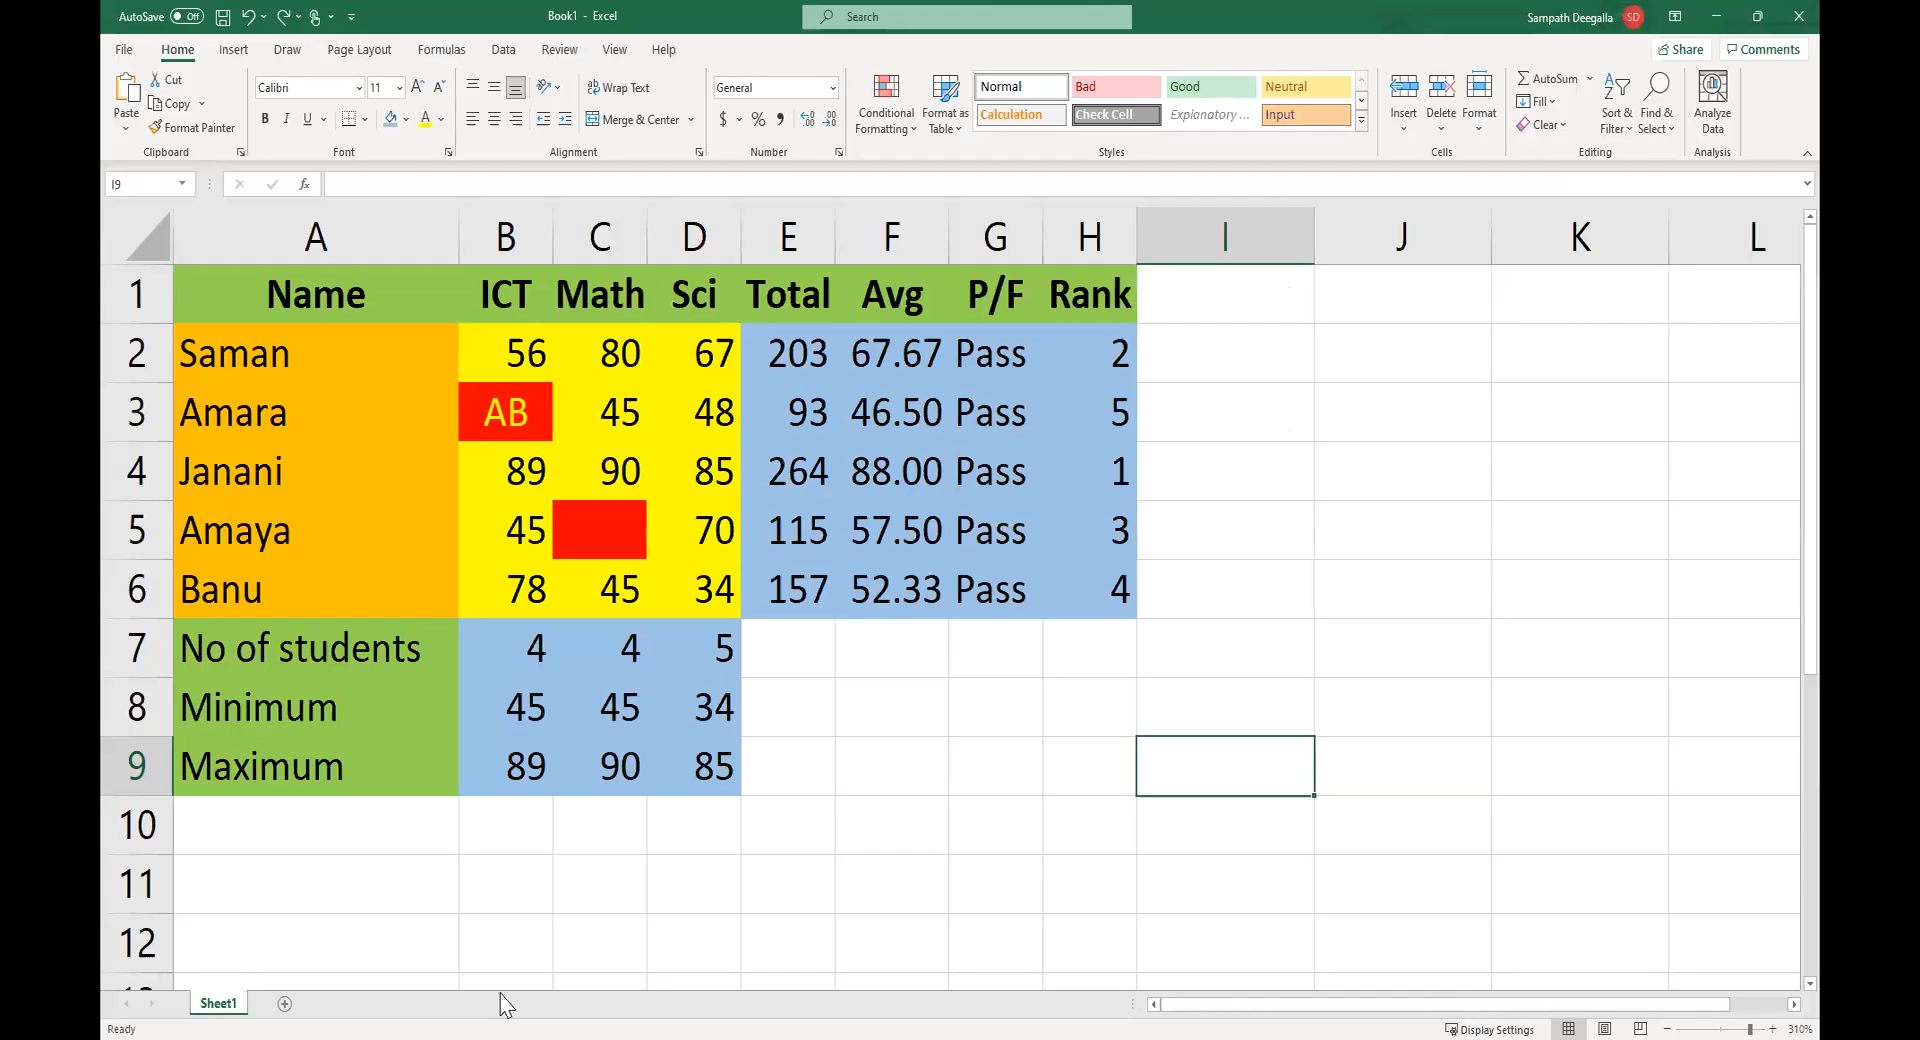 AutoSave Off Book1 - Excel Search Sampath Deegalla SD
File Home Insert Draw Page Layout Formulas Data Review View Help Share Comments
Paste Cut Copy Format Painter Clipboard
Calibri 11 B I U Font
Wrap Text Merge & Center Alignment
General $ % Number
Conditional Formatting Format as Table Normal Bad Good Neutral
Calculation Check Cell Explanatory ... Input Styles
Insert Delete Format Cells
AutoSum Fill Clear Sort & Filter Find & Select Editing
Analyze Data Analysis
I9 fx
A B C D E F G H I J K L
1 Name ICT Math Sci Total Avg P/F Rank
2 Saman 56 80 67 203 67.67 Pass 2
3 Amara AB 45 48 93 46.50 Pass 5
4 Janani 89 90 85 264 88.00 Pass 1
5 Amaya 45 70 115 57.50 Pass 3
6 Banu 78 45 34 157 52.33 Pass 4
7 No of students 4 4 5
8 Minimum 45 45 34
9 Maximum 89 90 85
10
11
12
Sheet1
Ready Display Settings 310%